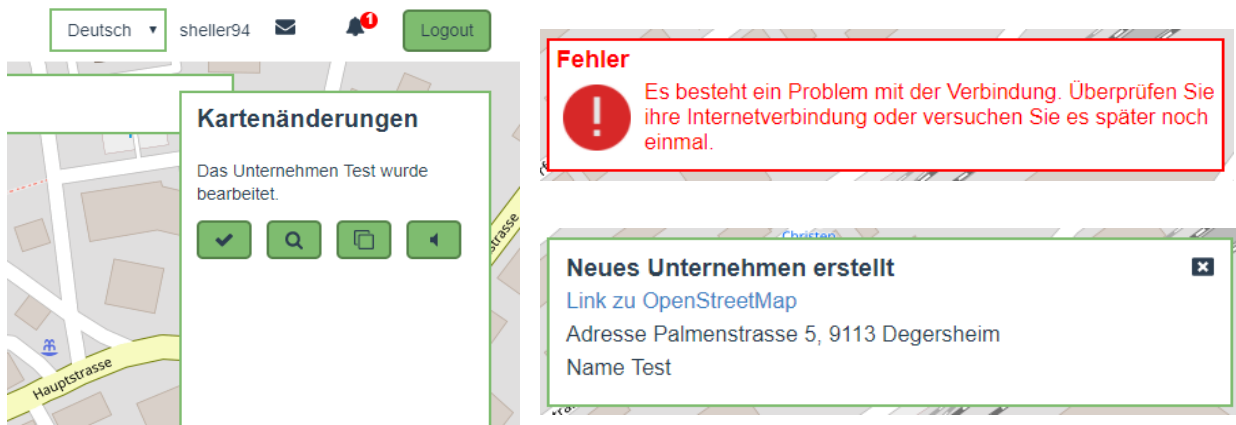 Deutsch
sheller94
1
Logout
Kartenänderungen
Das Unternehmen Test wurde
bearbeitet.
Hauptstrasse
strasse
Fehler
Es besteht ein Problem mit der Verbindung. Überprüfen Sie
ihre Internetverbindung oder versuchen Sie es später noch
einmal.
Christen
Neues Unternehmen erstellt
Link zu OpenStreetMap
Adresse Palmenstrasse 5, 9113 Degersheim
Name Test